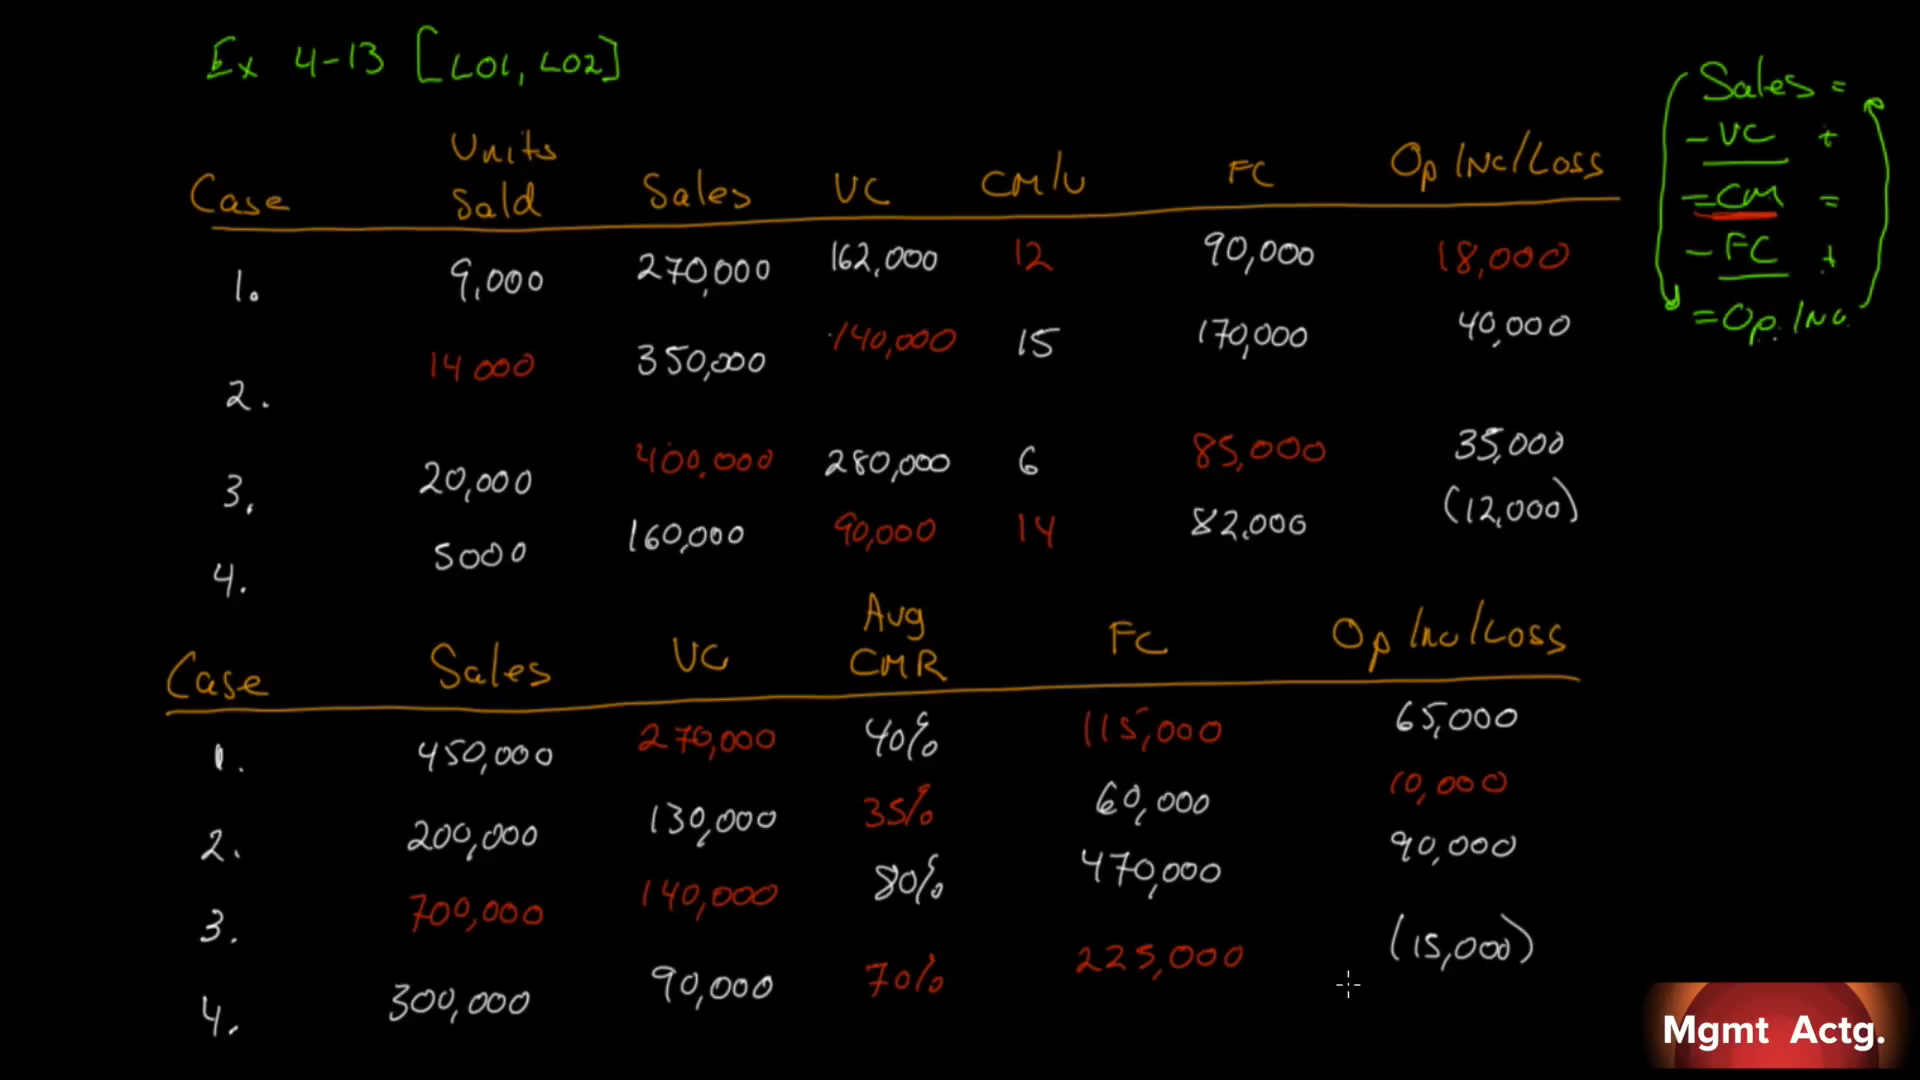 Ex 4-13 [LO1, LO2]
Sales =
- VC +
= CM =
- FC +
= Op. Inc.
Case Units Sold Sales VC CM/U FC Op Inc/Loss
1. 9,000 270,000 162,000 12 90,000 18,000
2. 14 000 350,000 140,000 15 170,000 40,000
3. 20,000 400,000 280,000 6 85,000 35,000
4. 5000 160,000 90,000 14 82,000 (12,000)
Case Sales VC Avg CMR FC Op Inc/Loss
1. 450,000 270,000 40% 115,000 65,000
2. 200,000 130,000 35% 60,000 10,000
3. 700,000 140,000 80% 470,000 90,000
4. 300,000 90,000 70% 225,000 (15,000)
Mgmt Actg.